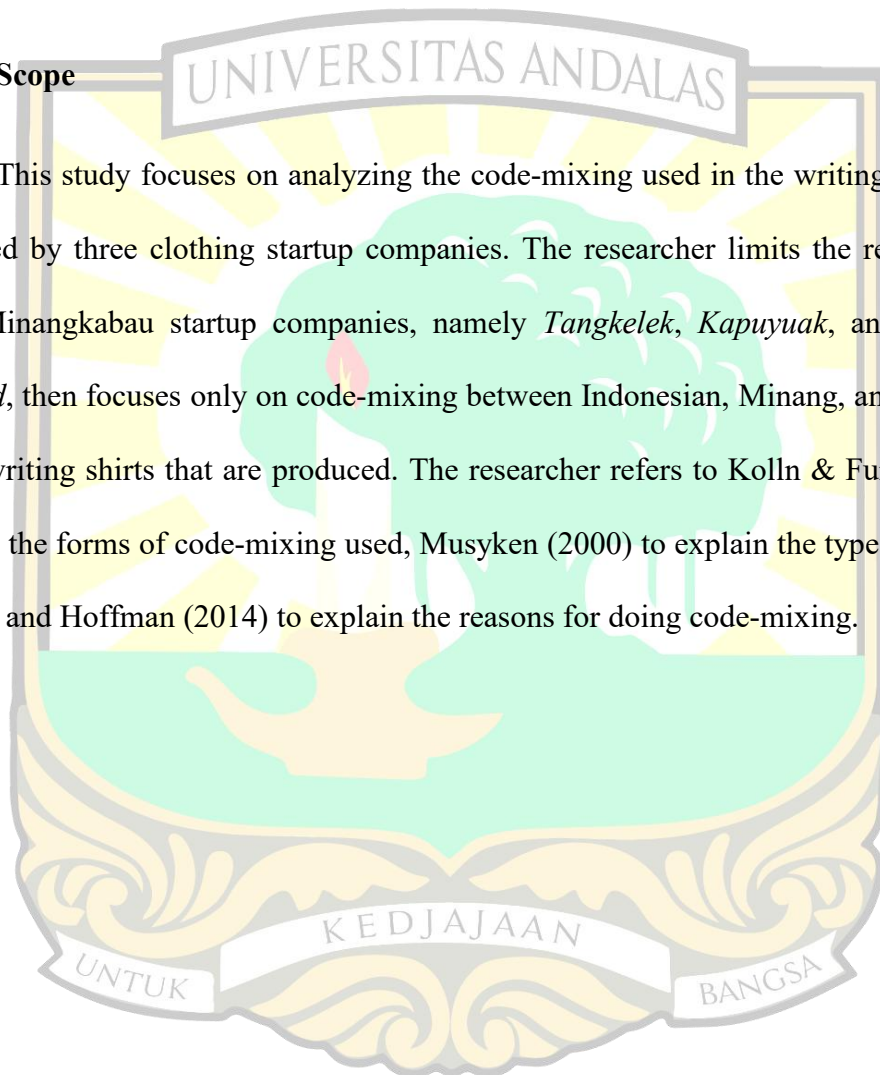 UNIVERSITAS ANDALAS
Scope
This study focuses on analyzing the code-mixing used in the writing
ed by three clothing startup companies. The researcher limits the re
linangkabau startup companies, namely Tangkelek, Kapuyuak, an
d, then focuses only on code-mixing between Indonesian, Minang, an
writing shirts that are produced. The researcher refers to Kolln & Fu
the forms of code-mixing used, Musyken (2000) to explain the type
and Hoffman (2014) to explain the reasons for doing code-mixing.
KEDJAJAAN
UNTUK
BANGSA